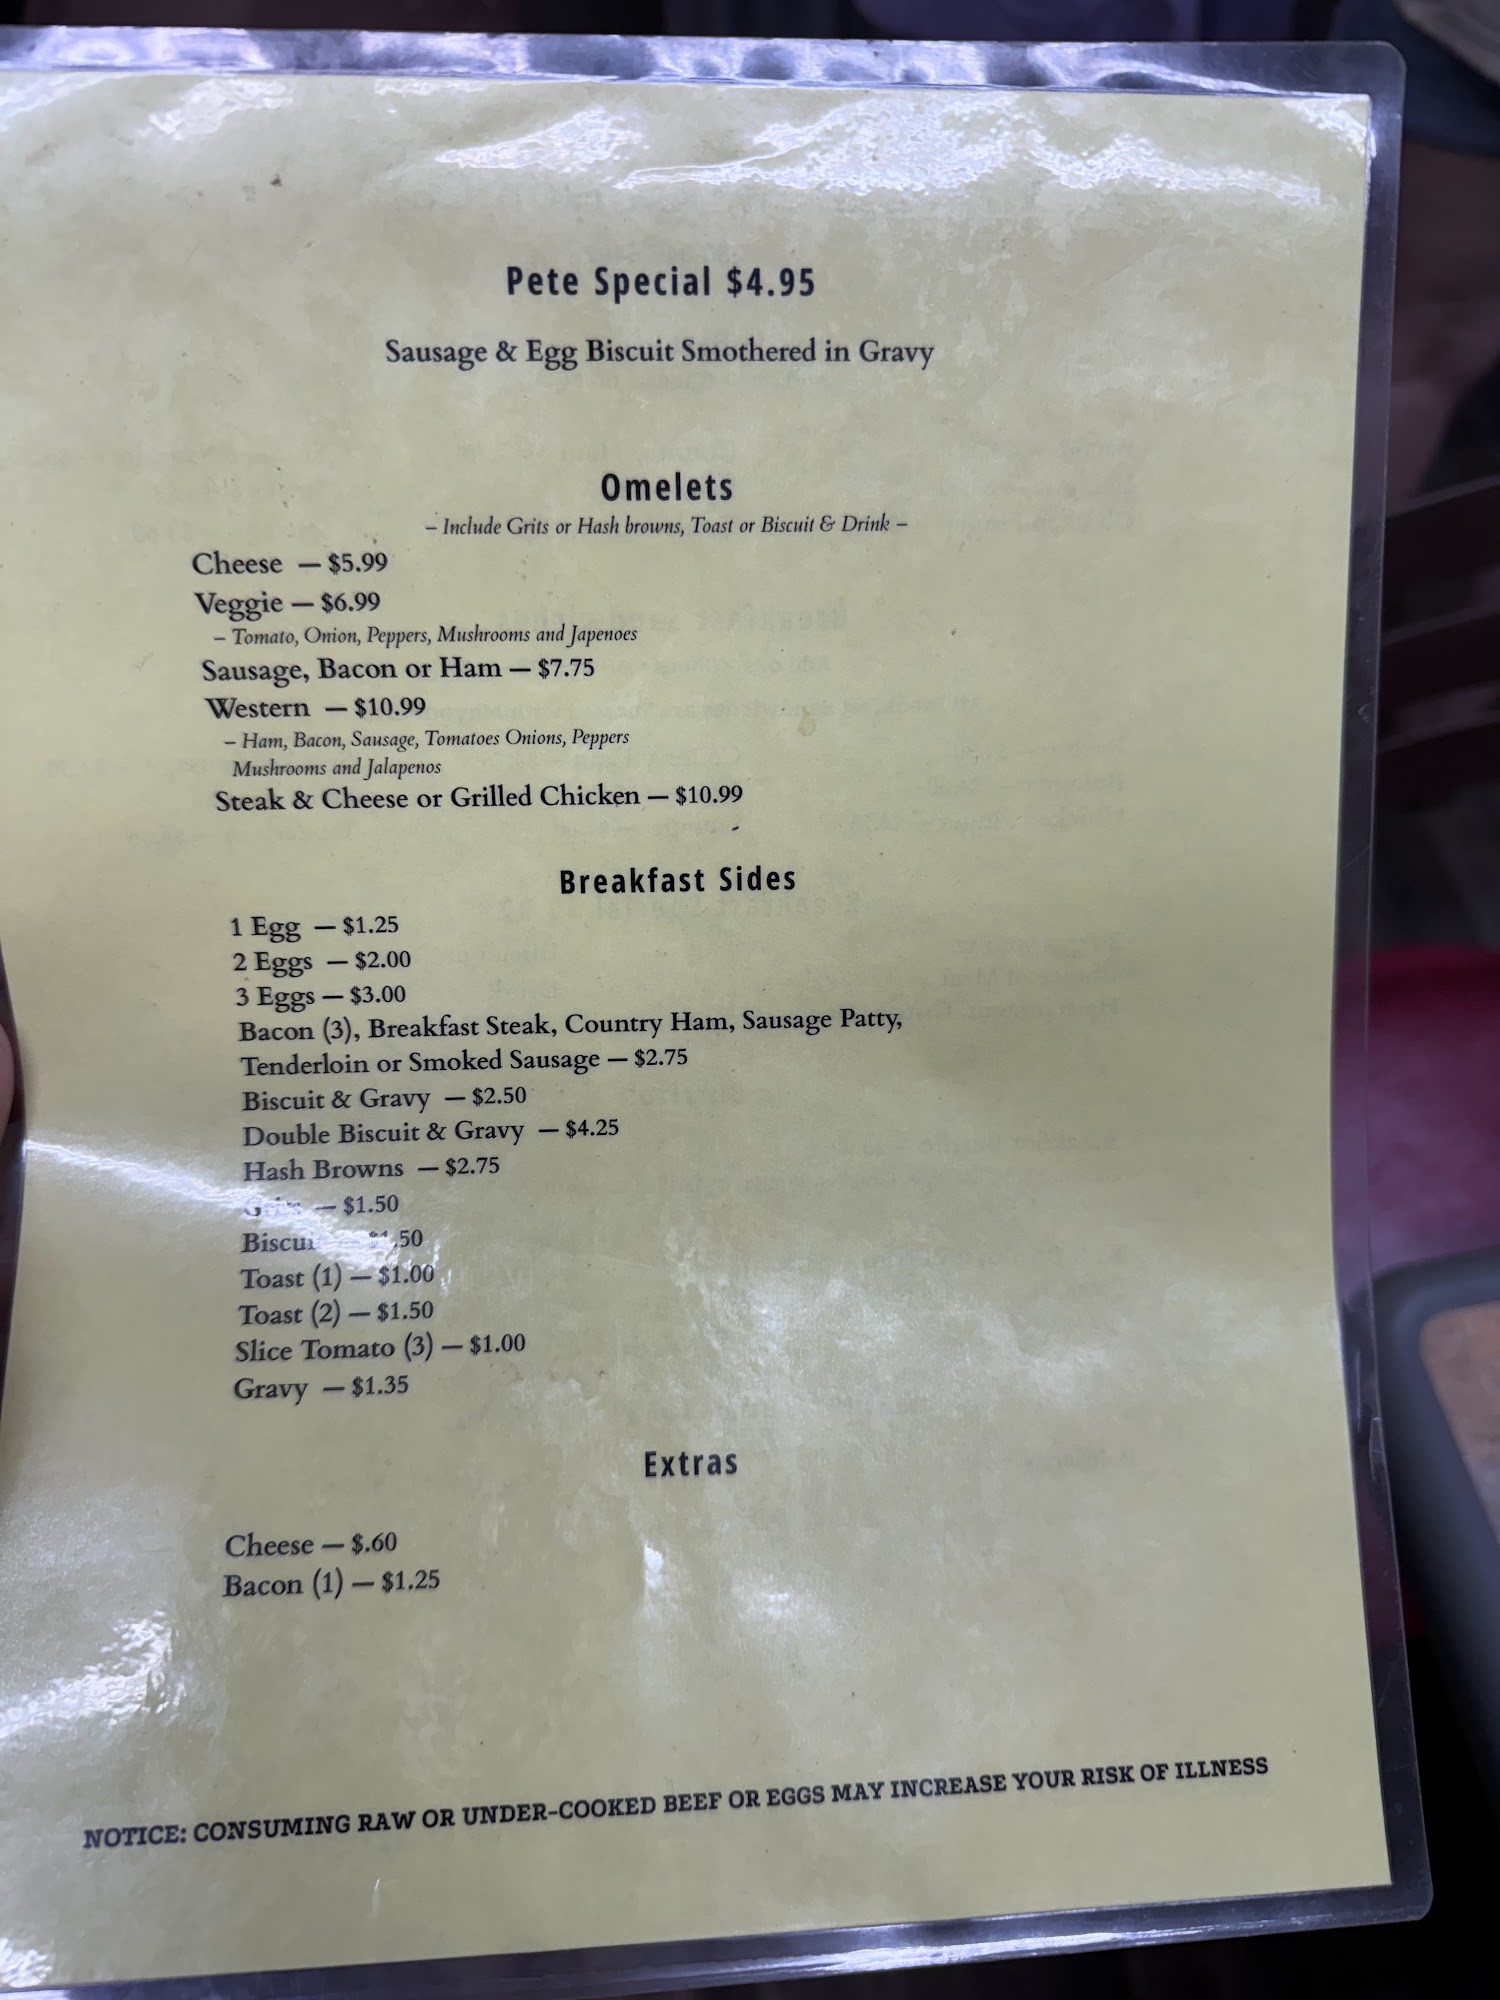 Pete Special $4.95
Sausage & Egg Biscuit Smothered in Gravy
Omelets
– Include Grits or Hash browns, Toast or Biscuit & Drink –
Cheese — $5.99
Veggie — $6.99
– Tomato, Onion, Peppers, Mushrooms and Japenoes
Sausage, Bacon or Ham — $7.75
Western — $10.99
– Ham, Bacon, Sausage, Tomatoes Onions, Peppers
Mushrooms and Jalapenos
Steak & Cheese or Grilled Chicken — $10.99
Breakfast Sides
1 Egg — $1.25
2 Eggs — $2.00
3 Eggs — $3.00
Bacon (3), Breakfast Steak, Country Ham, Sausage Patty,
Tenderloin or Smoked Sausage — $2.75
Biscuit & Gravy — $2.50
Double Biscuit & Gravy — $4.25
Hash Browns — $2.75
— $1.50
Biscuit
Toast (1) — $1.00
Toast (2) — $1.50
Slice Tomato (3) — $1.00
Gravy — $1.35
Extras
Cheese — $.60
Bacon (1) — $1.25
NOTICE: CONSUMING RAW OR UNDER-COOKED BEEF OR EGGS MAY INCREASE YOUR RISK OF ILLNESS